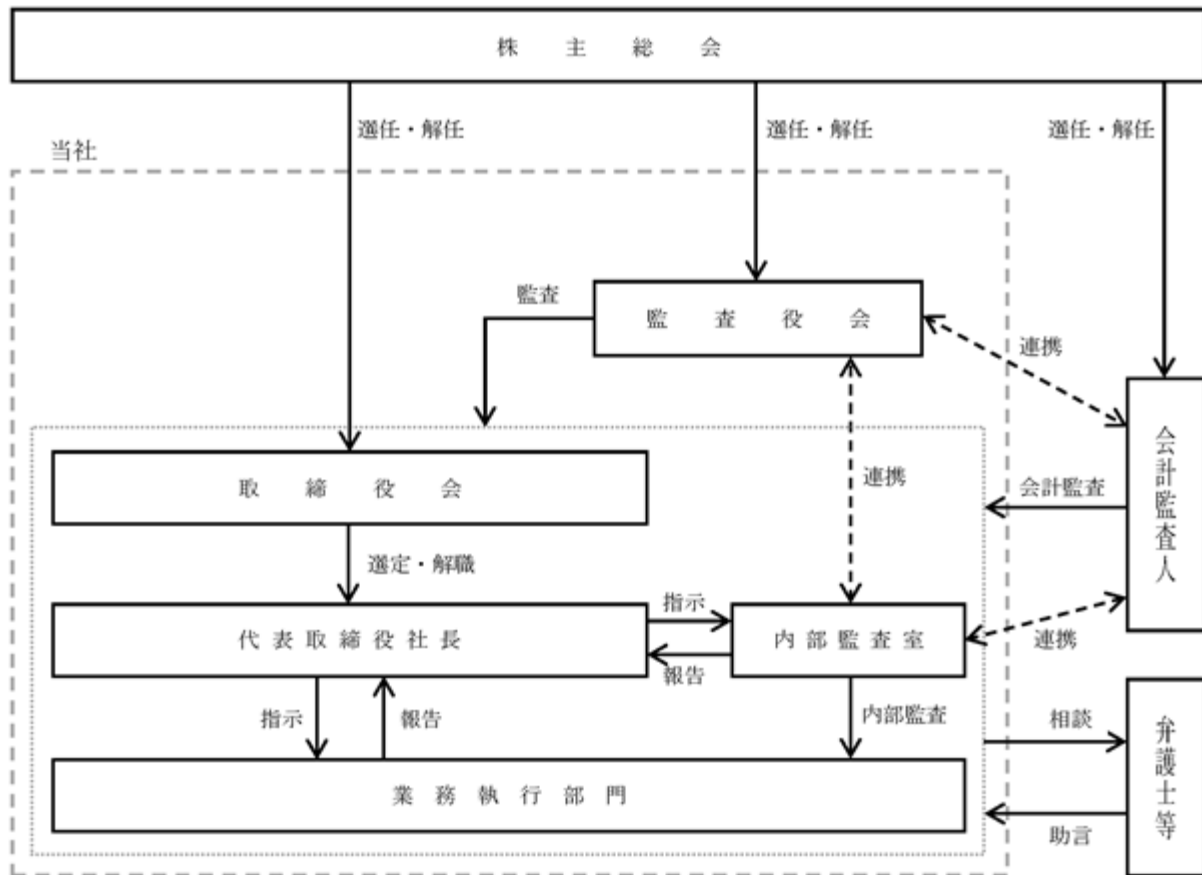 株主総会
選任・解任
選任・解任
選任・解任
当社
監査
監査役会
連携
会計監査人
取締役会
連携
会計監査
選定・解職
代表取締役社長
指示
報告
内部監査室
連携
指示
報告
内部監査
相談
弁護士等
業務執行部門
助言